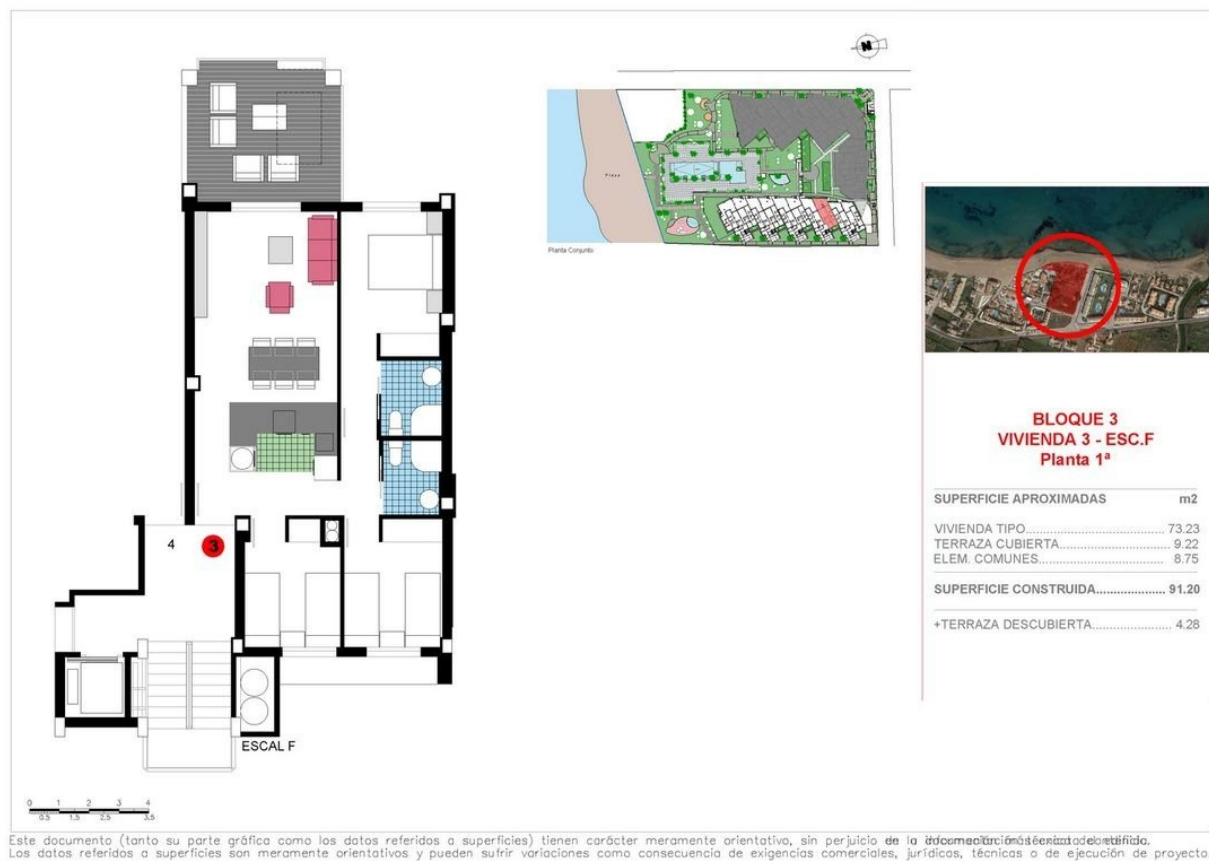 N
Playa
Planta Conjunto
BLOQUE 3
VIVIENDA 3 - ESC.F
Planta 1ª
SUPERFICIE APROXIMADAS m2
VIVIENDA TIPO 73.23
TERRAZA CUBIERTA 9.22
ELEM. COMUNES 8.75
SUPERFICIE CONSTRUIDA 91.20
+TERRAZA DESCUBIERTA 4.28
4 3
ESCAL F
0 1 2 3 4
0.5 1.5 2.5 3.5
Este documento (tanto su parte gráfica como los datos referidos a superficies) tienen carácter meramente orientativo, sin perjuicio de la
Los datos referidos a superficies son meramente orientativos y pueden sufrir variaciones como consecuencia de exigencias comerciales, jurídicas, técnicas o de ejecución de proyecto